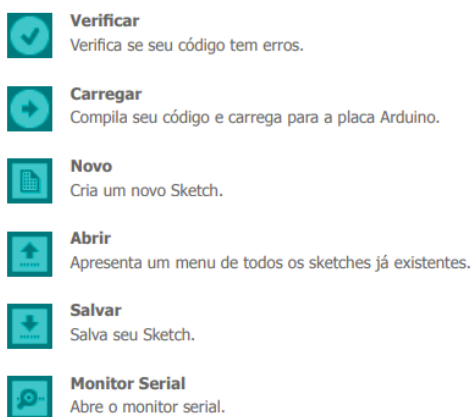 Verificar
Verifica se seu código tem erros.
Carregar
Compila seu código e carrega para a placa Arduino.
Novo
Cria um novo Sketch.
Abrir
Apresenta um menu de todos os sketches já existentes.
Salvar
Salva seu Sketch.
Monitor Serial
Abre o monitor serial.